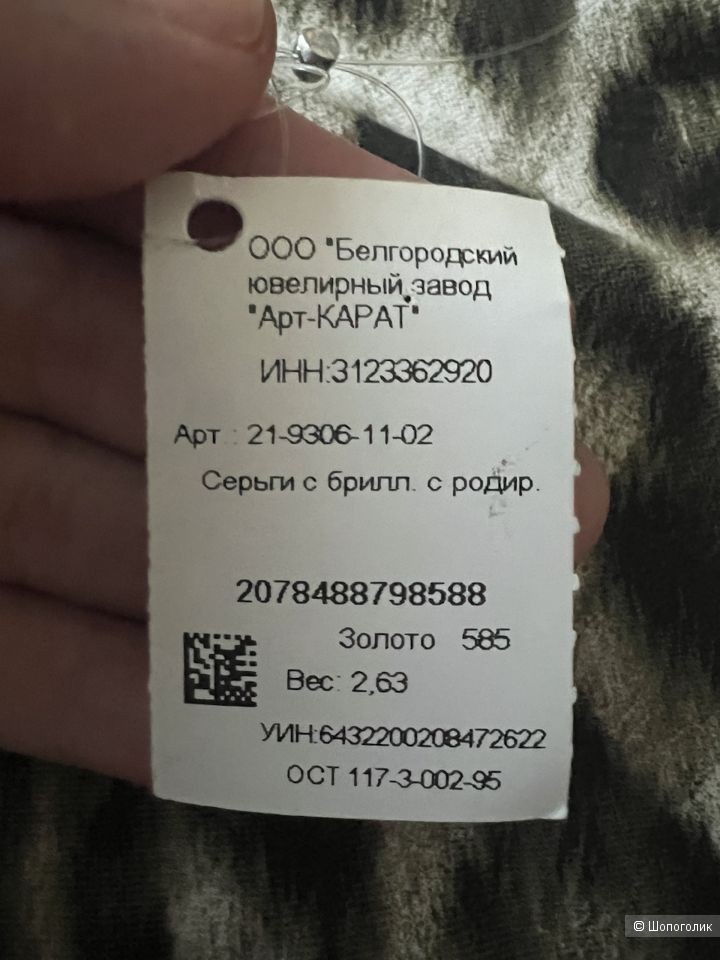 ООО "Белгородский
ювелирный завод
"Арт-КАРАТ"
ИНН:3123362920
Арт.: 21-9306-11-02
Серьги с брилл. с родир.
2078488798588
Золото 585
Вес: 2,63
УИН:6432200208472622
ОСТ 117-3-002-95
© Шопоголик